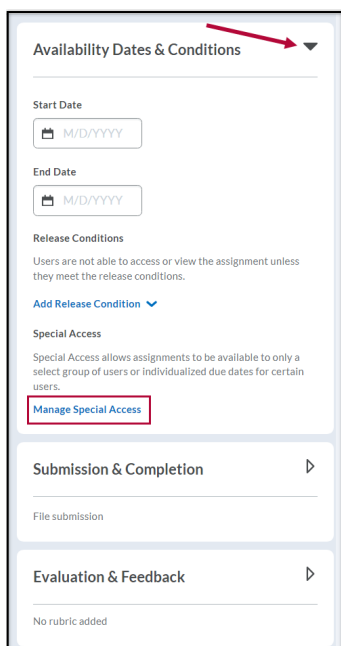 Availability Dates & Conditions
Start Date
M/D/YYYY
End Date
M/D/YYYY
Release Conditions
Users are not able to access or view the assignment unless
they meet the release conditions.
Add Release Condition
Special Access
Special Access allows assignments to be available to only a
select group of users or individualized due dates for certain
users.
Manage Special Access
Submission & Completion
File submission
Evaluation & Feedback
No rubric added